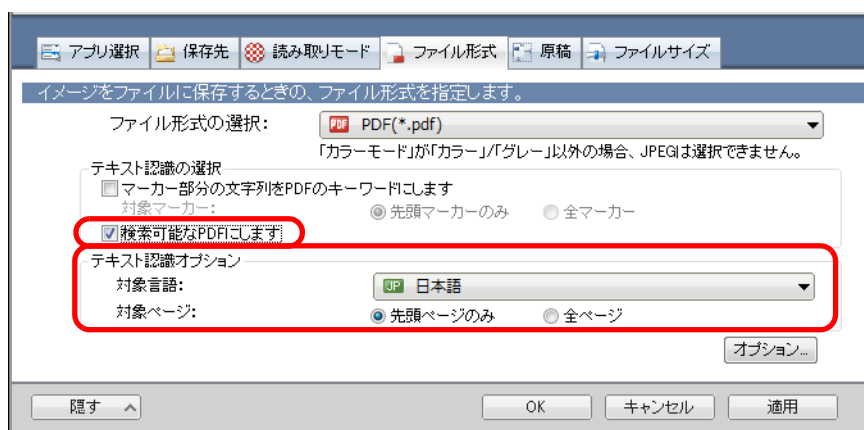 アプリ選択 保存先 読み取りモード ファイル形式 原稿 ファイルサイズ
イメージをファイルに保存するときの、ファイル形式を指定します。
ファイル形式の選択: PDF PDF(*.pdf)
「カラーモード」が「カラー」/「グレー」以外の場合、JPEGは選択できません。
テキスト認識の選択
マーカー部分の文字列をPDFのキーワードにします
対象マーカー: 先頭マーカーのみ 全マーカー
検索可能なPDFにします
テキスト認識オプション
対象言語: JP 日本語
対象ページ: 先頭ページのみ 全ページ
オプション...
隠す OK キャンセル 適用